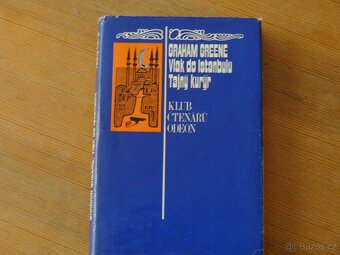 GRAHAM GREENE
Vlak do Istanbulu
Tajný kurýr
KLUB
ČTENÁŘŮ
ODEON
© Bazos.cz